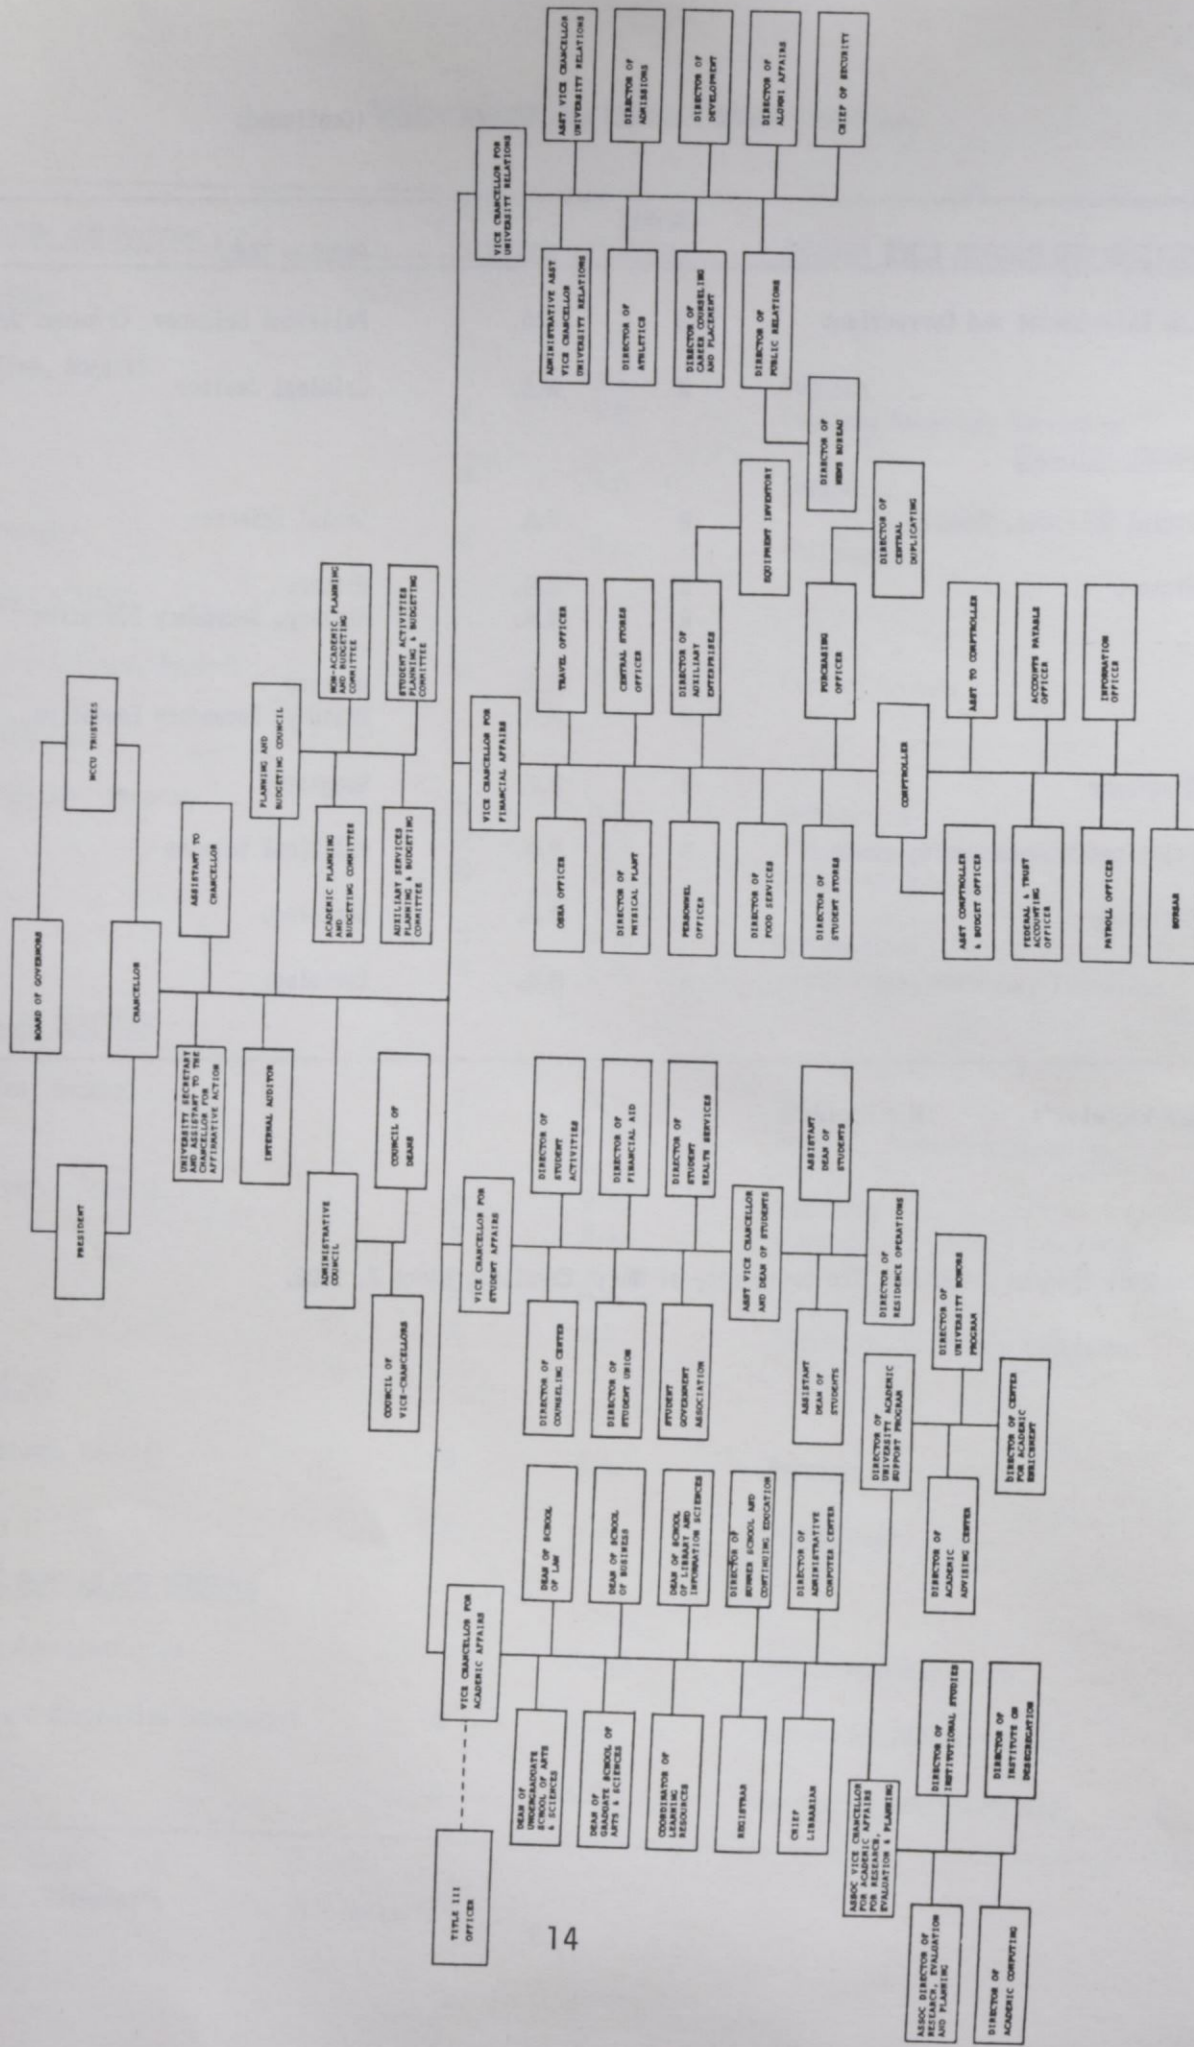 BOARD OF GOVERNORS
PRESIDENT
NCCU TRUSTEES
CHANCELLOR
UNIVERSITY SECRETARY
AND ASSISTANT TO THE
CHANCELLOR FOR
AFFIRMATIVE ACTION
ASSISTANT TO
CHANCELLOR
INTERNAL AUDITOR
PLANNING AND
BUDGETING COUNCIL
ADMINISTRATIVE
COUNCIL
COUNCIL OF
VICE-CHANCELLORS
COUNCIL OF
DEANS
ACADEMIC PLANNING
AND
BUDGETING COMMITTEE
NON-ACADEMIC PLANNING
AND BUDGETING
COMMITTEE
AUXILIARY SERVICES
PLANNING & BUDGETING
COMMITTEE
STUDENT ACTIVITIES
PLANNING & BUDGETING
COMMITTEE
TITLE III
OFFICER
VICE CHANCELLOR FOR
ACADEMIC AFFAIRS
DEAN OF
UNDERGRADUATE
SCHOOL OF ARTS
& SCIENCES
DEAN OF SCHOOL
OF LAW
DEAN OF
GRADUATE SCHOOL OF
ARTS & SCIENCES
DEAN OF SCHOOL
OF BUSINESS
COORDINATOR OF
LEARNING
RESOURCES
DEAN OF SCHOOL
OF LIBRARY AND
INFORMATION SCIENCES
REGISTRAR
DIRECTOR OF
SUMMER SCHOOL AND
CONTINUING EDUCATION
CHIEF
LIBRARIAN
DIRECTOR OF
ADMINISTRATIVE
COMPUTER CENTER
ASSOC VICE CHANCELLOR
FOR ACADEMIC AFFAIRS
FOR RESEARCH,
EVALUATION & PLANNING
DIRECTOR OF
UNIVERSITY ACADEMIC
SUPPORT PROGRAM
ASSOC DIRECTOR OF
RESEARCH, EVALUATION
AND PLANNING
DIRECTOR OF
INSTITUTIONAL STUDIES
DIRECTOR OF
ACADEMIC COMPUTING
DIRECTOR OF
INSTITUTE ON
DESEGREGATION
DIRECTOR OF
ACADEMIC
ADVISING CENTER
DIRECTOR OF
UNIVERSITY HONORS
PROGRAM
DIRECTOR OF CENTER
FOR ACADEMIC
ENRICHMENT
VICE CHANCELLOR FOR
STUDENT AFFAIRS
DIRECTOR OF
COUNSELING CENTER
DIRECTOR OF
STUDENT
ACTIVITIES
DIRECTOR OF
STUDENT UNION
DIRECTOR OF
FINANCIAL AID
STUDENT
GOVERNMENT
ASSOCIATION
DIRECTOR OF
STUDENT
HEALTH SERVICES
ASST VICE CHANCELLOR
AND DEAN OF STUDENTS
ASSISTANT
DEAN OF
STUDENTS
ASSISTANT
DEAN OF
STUDENTS
DIRECTOR OF
RESIDENCE OPERATIONS
VICE CHANCELLOR FOR
FINANCIAL AFFAIRS
OSHA OFFICER
TRAVEL OFFICER
DIRECTOR OF
PHYSICAL PLANT
CENTRAL STORES
OFFICER
PERSONNEL
OFFICER
DIRECTOR OF
AUXILIARY
ENTERPRISES
EQUIPMENT INVENTORY
DIRECTOR OF
FOOD SERVICES
DIRECTOR OF
STUDENT STORES
PURCHASING
OFFICER
DIRECTOR OF
CENTRAL
DUPLICATING
COMPTROLLER
ASST COMPTROLLER
& BUDGET OFFICER
ASST TO COMPTROLLER
FEDERAL & TRUST
ACCOUNTING
OFFICER
ACCOUNTS PAYABLE
OFFICER
PAYROLL OFFICER
INFORMATION
OFFICER
BURSAR
VICE CHANCELLOR FOR
UNIVERSITY RELATIONS
ADMINISTRATIVE ASST
VICE CHANCELLOR
UNIVERSITY RELATIONS
ASST VICE CHANCELLOR
UNIVERSITY RELATIONS
DIRECTOR OF
ATHLETICS
DIRECTOR OF
ADMISSIONS
DIRECTOR OF
CAREER COUNSELING
AND PLACEMENT
DIRECTOR OF
DEVELOPMENT
DIRECTOR OF
PUBLIC RELATIONS
DIRECTOR OF
ALUMNI AFFAIRS
DIRECTOR OF
NEWS BUREAU
CHIEF OF SECURITY
14